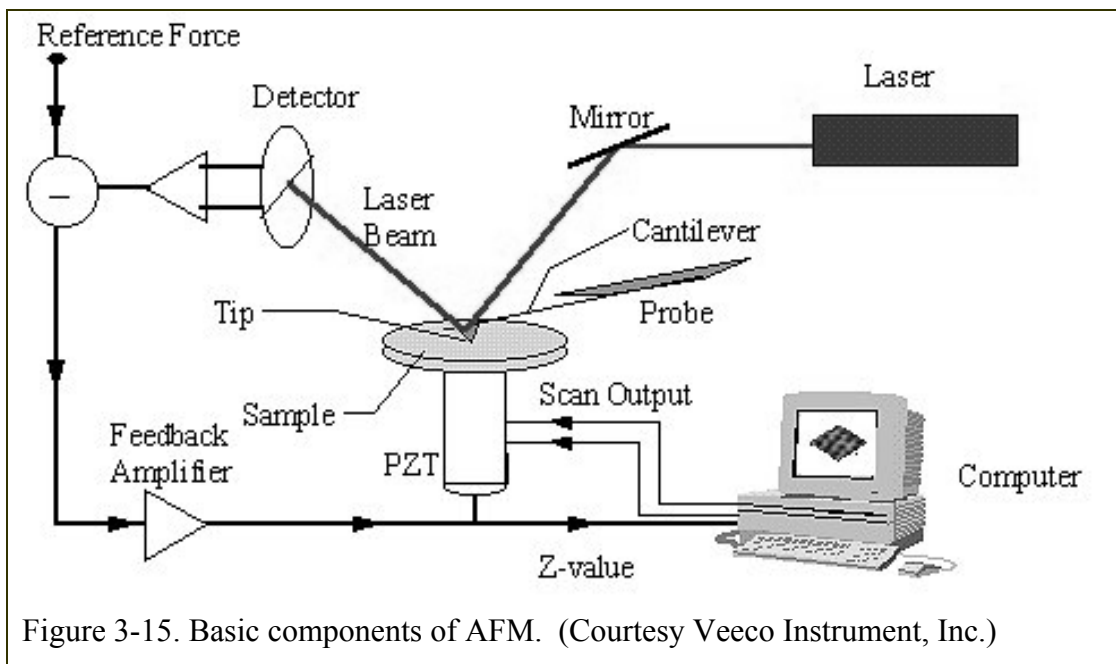 Reference Force
Detector
Laser
Mirror
Laser
Beam
Cantilever
Tip
Probe
Sample
Scan Output
Feedback
Amplifier
PZT
Computer
Z-value
Figure 3-15. Basic components of AFM. (Courtesy Veeco Instrument, Inc.)